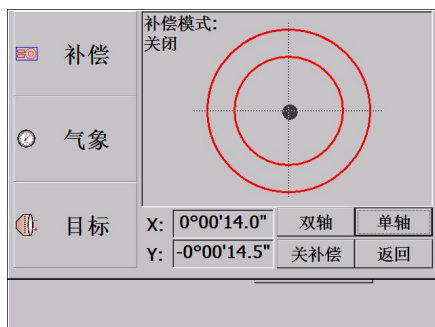 补偿
气象
目标
补偿模式:
关闭
X: 0°00'14.0"
双轴
单轴
Y: -0°00'14.5"
关补偿
返回